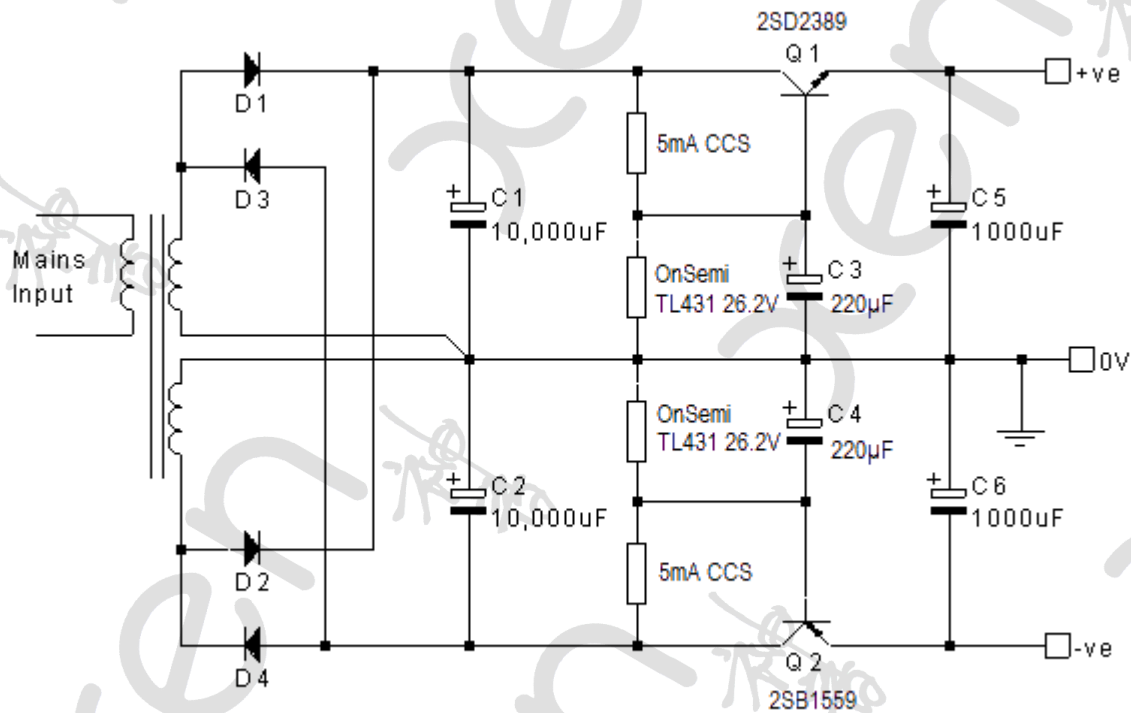 2SD2389
Q1
+ve
D1
5mA CCS
D3
+ C1
10,000uF
+ C5
1000uF
Mains
Input
OnSemi
TL431 26.2V
+ C3
220µF
0V
OnSemi
TL431 26.2V
+ C4
220µF
+ C2
10,000uF
+ C6
1000uF
D2
5mA CCS
D4
Q2
-ve
2SB1559
xen